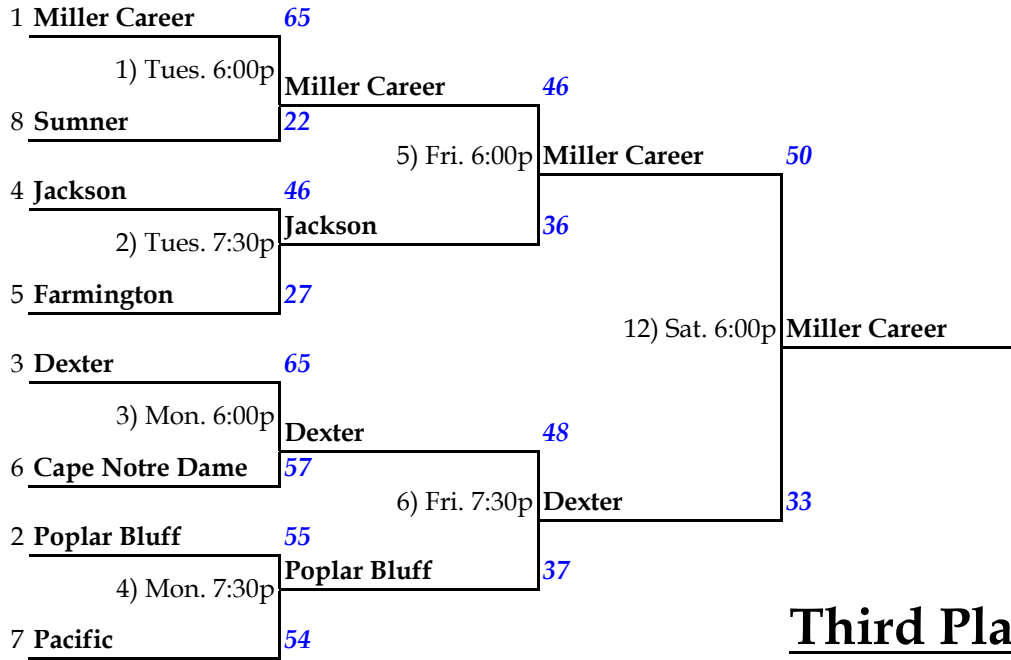 1 Miller Career 65
1) Tues. 6:00p
Miller Career 46
8 Sumner 22
5) Fri. 6:00p Miller Career 50
4 Jackson 46
Jackson 36
2) Tues. 7:30p
5 Farmington 27
12) Sat. 6:00p Miller Career
3 Dexter 65
3) Mon. 6:00p
Dexter 48
6 Cape Notre Dame 57
6) Fri. 7:30p Dexter 33
2 Poplar Bluff 55
Poplar Bluff 37
4) Mon. 7:30p
Third Pla
7 Pacific 54